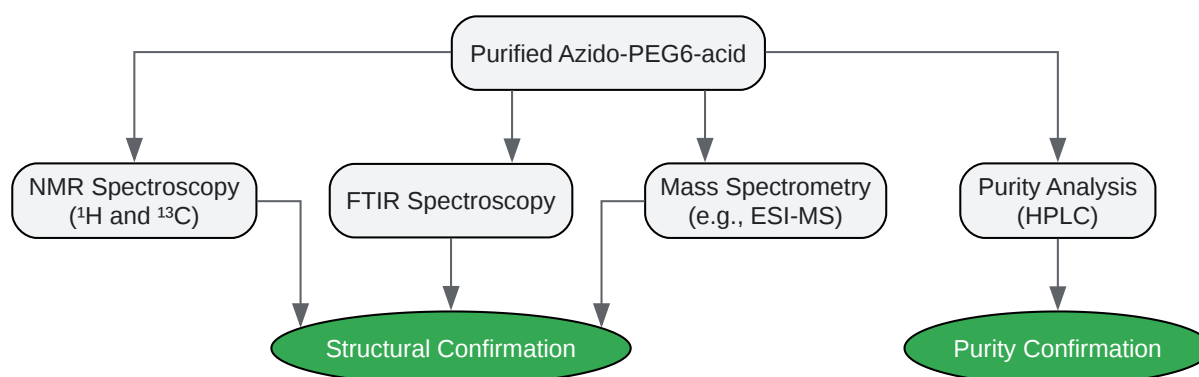 Purified Azido-PEG6-acid
NMR Spectroscopy
(¹H and ¹³C)
FTIR Spectroscopy
Mass Spectrometry
(e.g., ESI-MS)
Purity Analysis
(HPLC)
Structural Confirmation
Purity Confirmation